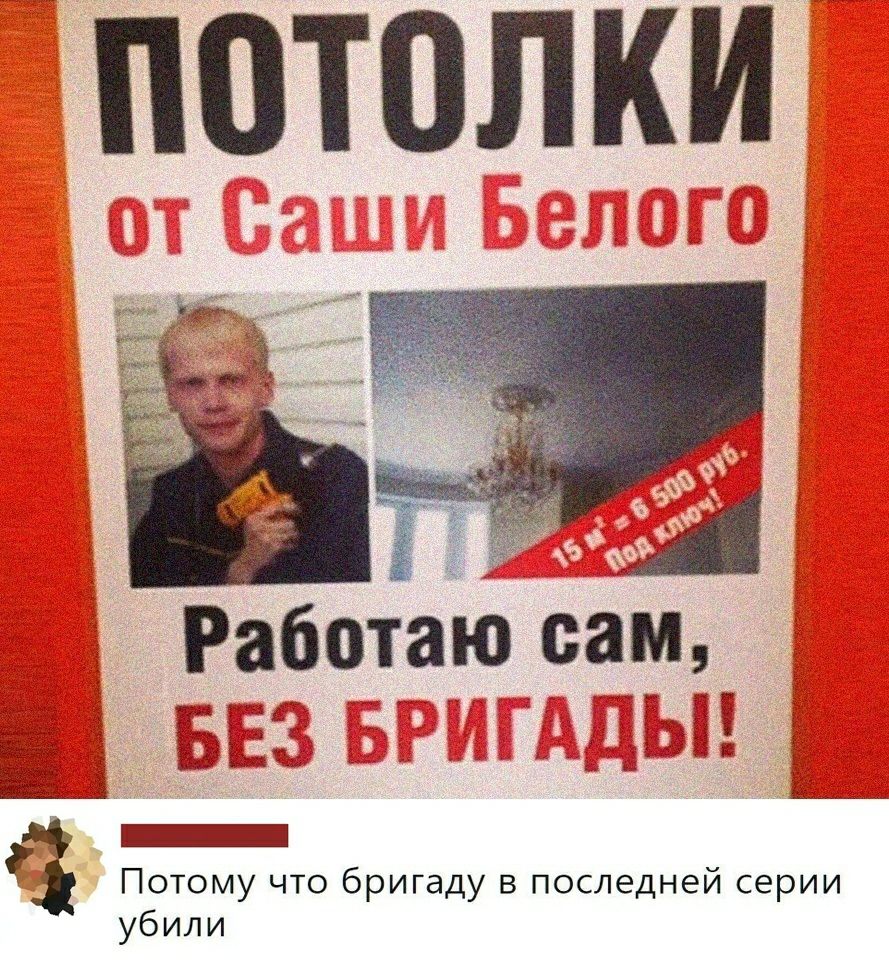 ПОТОЛКИ
от Саши Белого
15 м² = 6 500 руб.
Под ключ!
Работаю сам,
БЕЗ БРИГАДЫ!
Потому что бригаду в последней серии
убили